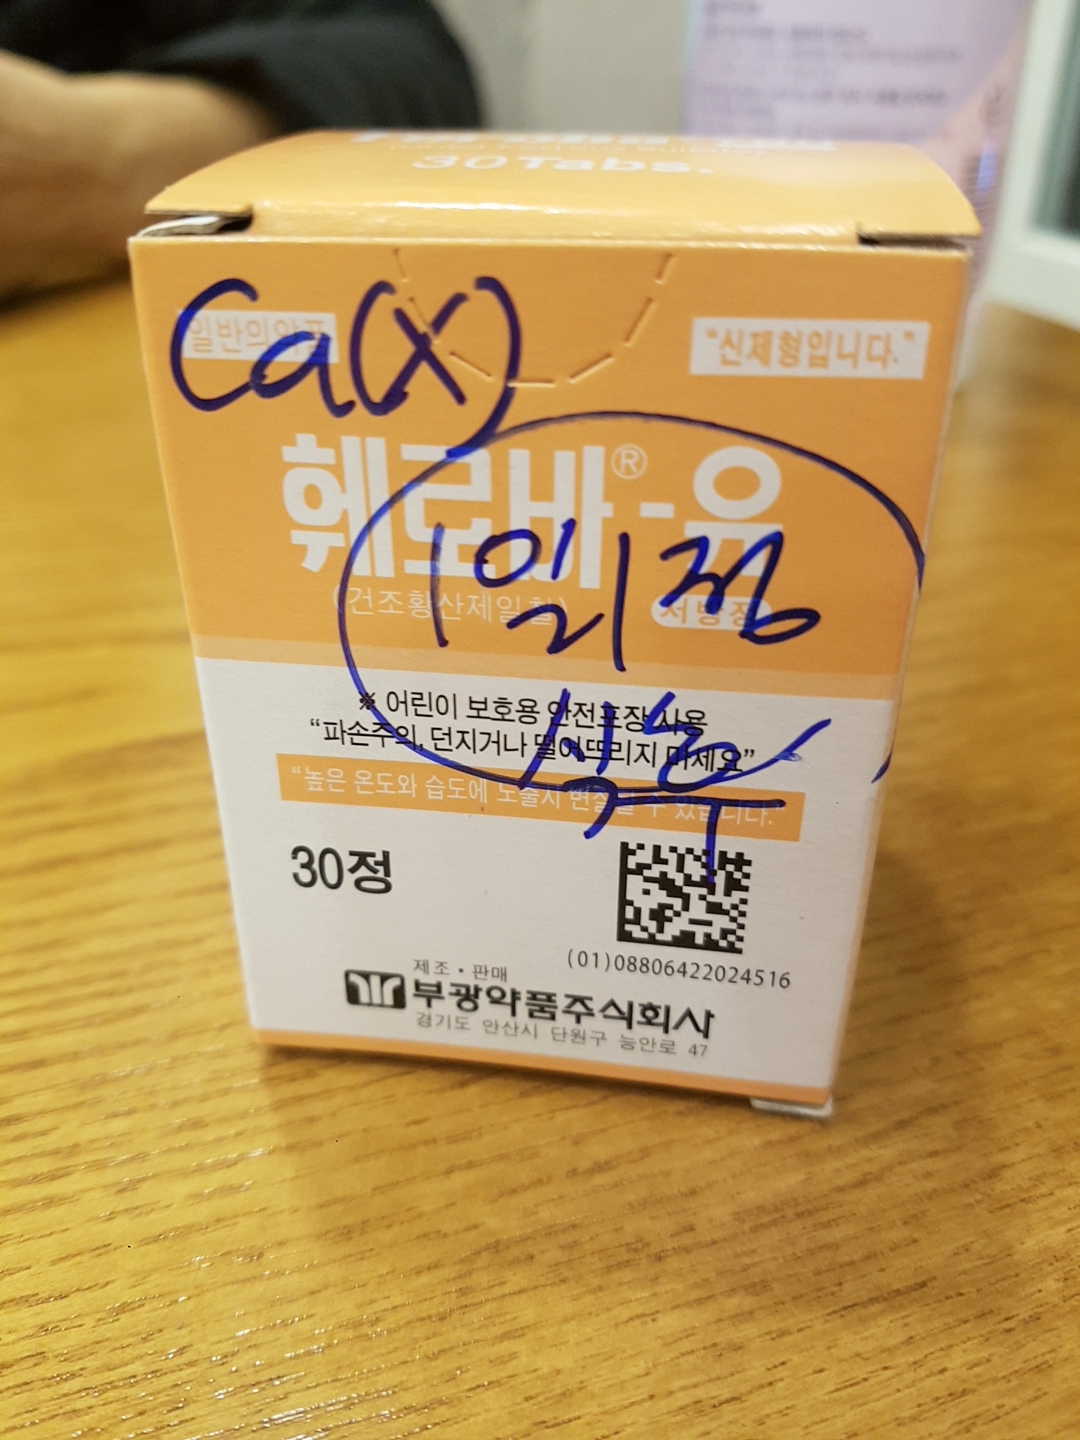 30Tabs.
Ca(X)
일반의약품
"신제형입니다."
훼로바®-유
(건조황산제일철)
서방정
1일 1정
식후
※ 어린이 보호용 안전포장 사용
“파손주의, 던지거나 떨어뜨리지 마세요”
“높은 온도와 습도에 노출시 변질될 수 있습니다.”
30정
(01)08806422024516
제조·판매
부광약품주식회사
경기도 안산시 단원구 능안로 47